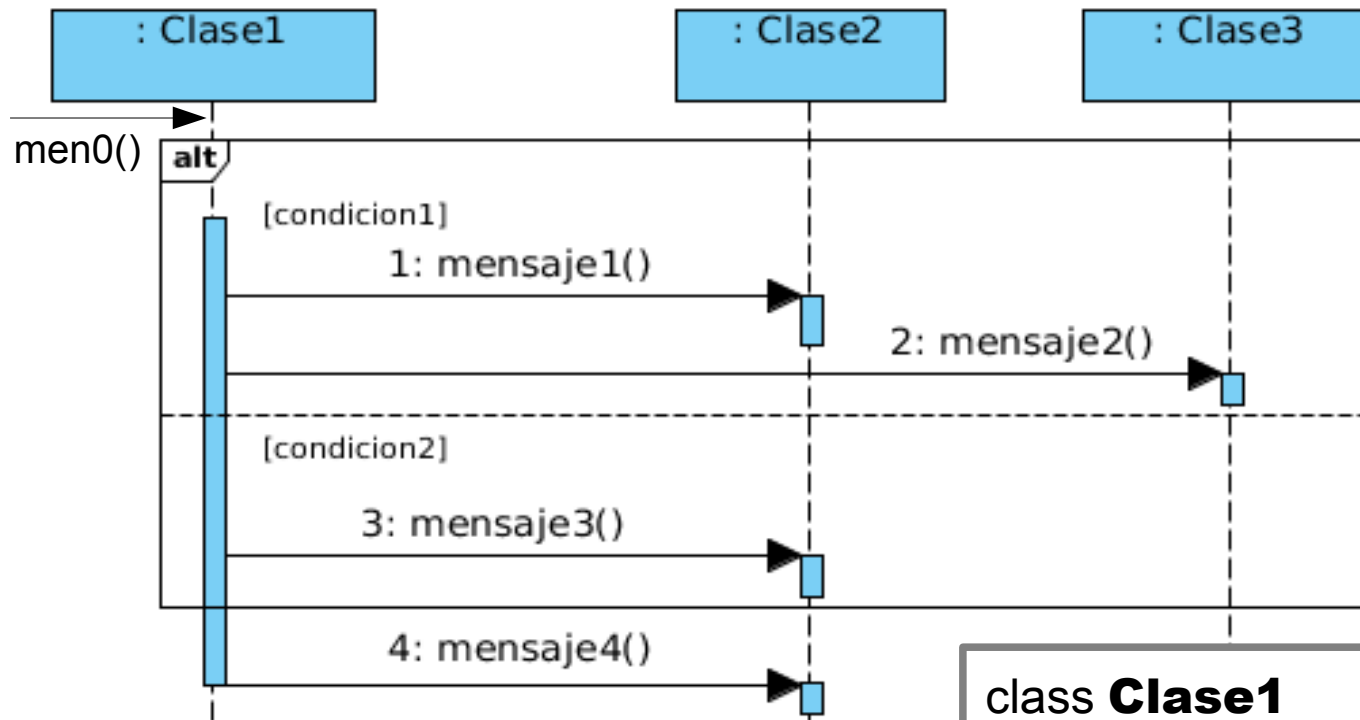 : Clase1
: Clase2
: Clase3
men0()
alt
[condicion1]
1: mensaje1()
2: mensaje2()
[condicion2]
3: mensaje3()
4: mensaje4()
class Clase1